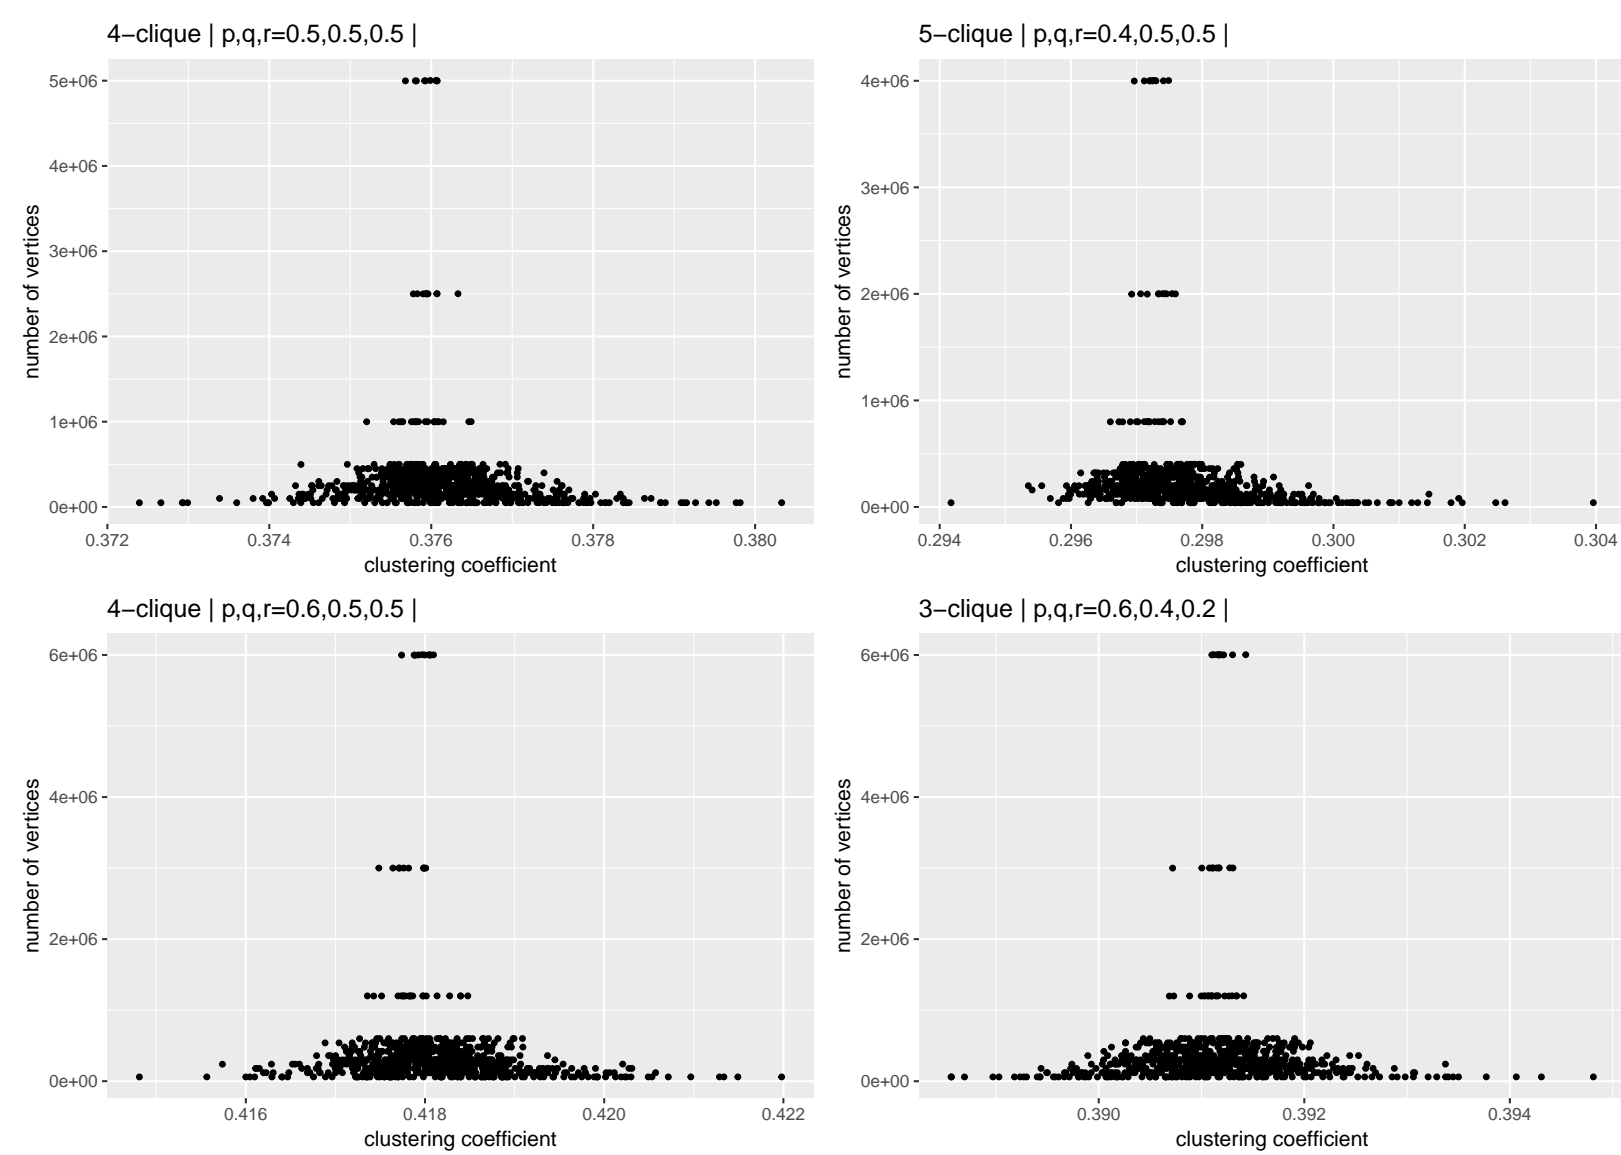 4−clique | p,q,r=0.5,0.5,0.5 |
number of vertices
5e+06
4e+06
3e+06
2e+06
1e+06
0e+00
0.372 0.374 0.376 0.378 0.380
clustering coefficient
5−clique | p,q,r=0.4,0.5,0.5 |
number of vertices
4e+06
3e+06
2e+06
1e+06
0e+00
0.294 0.296 0.298 0.300 0.302 0.304
clustering coefficient
4−clique | p,q,r=0.6,0.5,0.5 |
number of vertices
6e+06
4e+06
2e+06
0e+00
0.416 0.418 0.420 0.422
clustering coefficient
3−clique | p,q,r=0.6,0.4,0.2 |
number of vertices
6e+06
4e+06
2e+06
0e+00
0.390 0.392 0.394
clustering coefficient